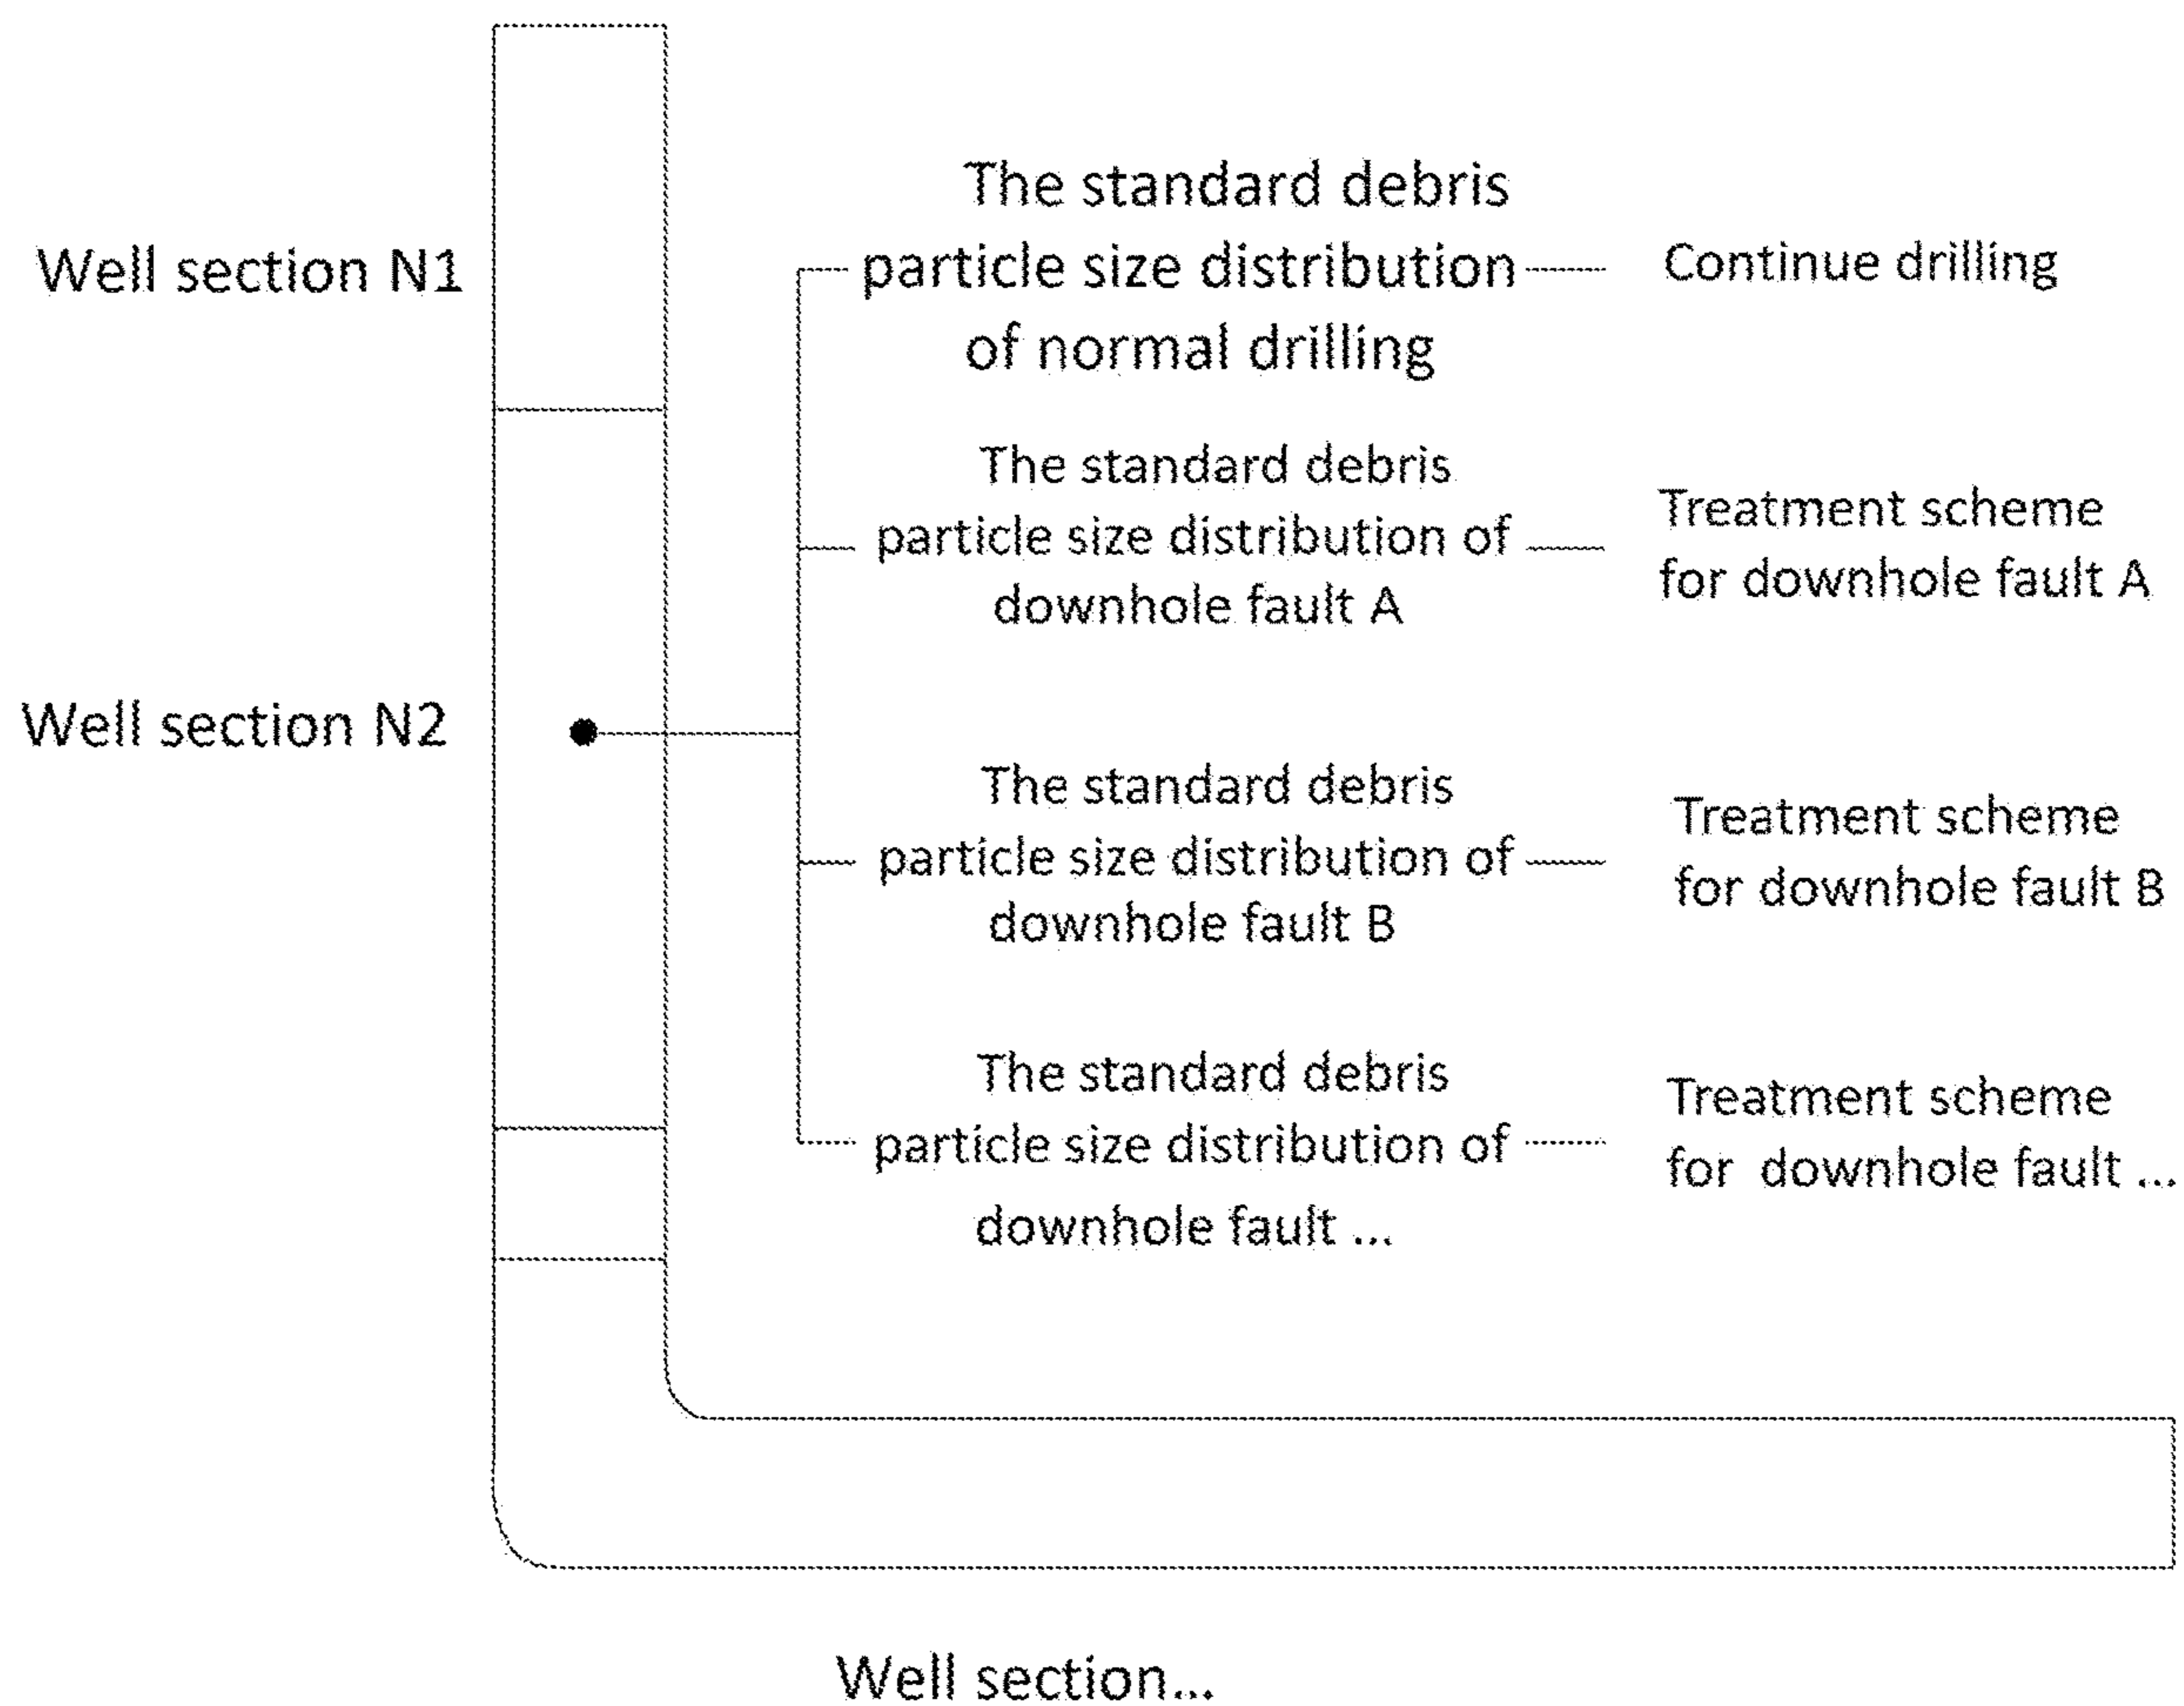 Well section N1
The standard debris
particle size distribution
of normal drilling
Continue drilling
The standard debris
particle size distribution of
downhole fault A
Treatment scheme
for downhole fault A
Well section N2
The standard debris
particle size distribution of
downhole fault B
Treatment scheme
for downhole fault B
The standard debris
particle size distribution of
downhole fault ...
Treatment scheme
for downhole fault ...
Well section...